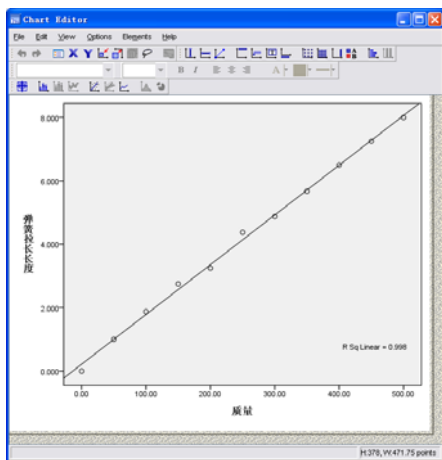 Chart Editor
File Edit View Options Elements Help
B I
A
8.000
6.000
4.000
2.000
0.000
弹簧拉长长度
R Sq Linear = 0.998
0.00 100.00 200.00 300.00 400.00 500.00
质量
H:378, W:471.75 points